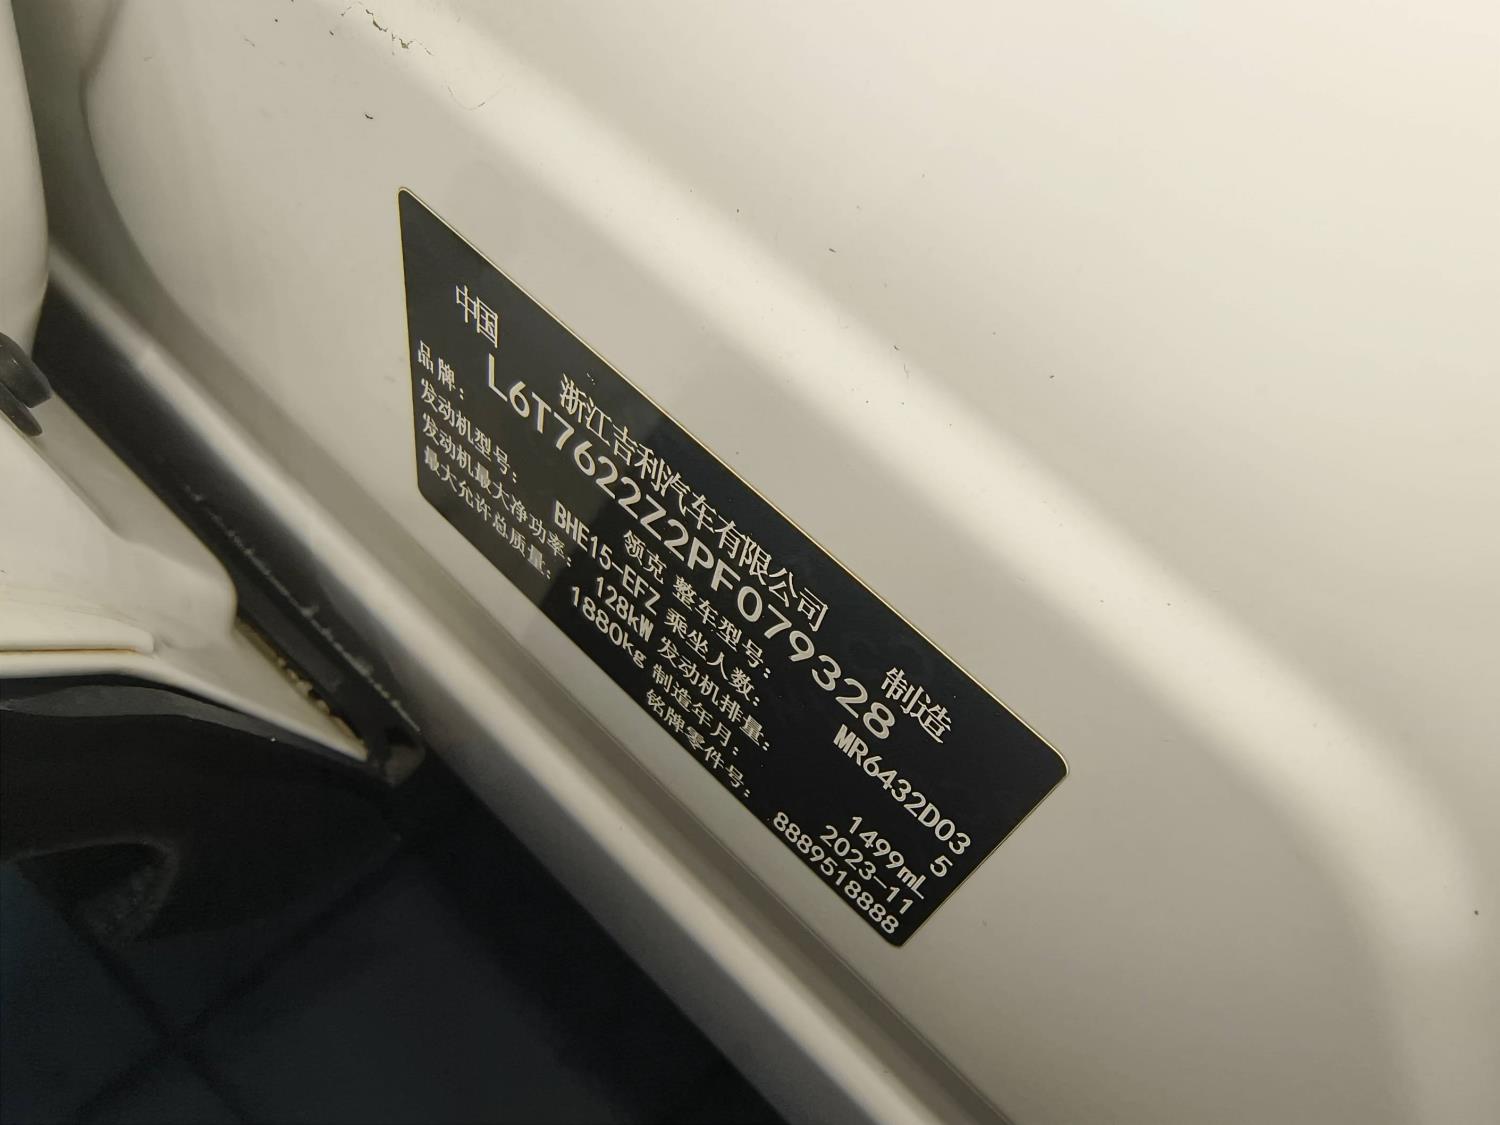 中国 浙江吉利汽车有限公司 制造
L6T7622Z2PF079328
品牌： 领克 整车型号： MR6432D03
发动机型号： BHE15-EFZ 乘坐人数： 5
发动机最大净功率： 128kW 发动机排量： 1499mL
最大允许总质量： 1880kg 制造年月： 2023-11
铭牌零件号： 8889518888